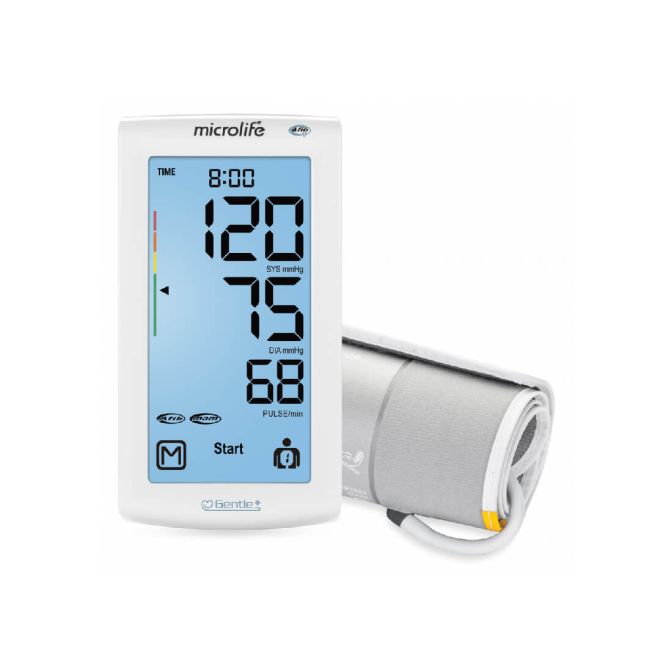 microlife Afib
TIME 8:00
120
SYS mmHg
75
DIA mmHg
68
PULSE/min
Afib mam
M Start i
Gentle+